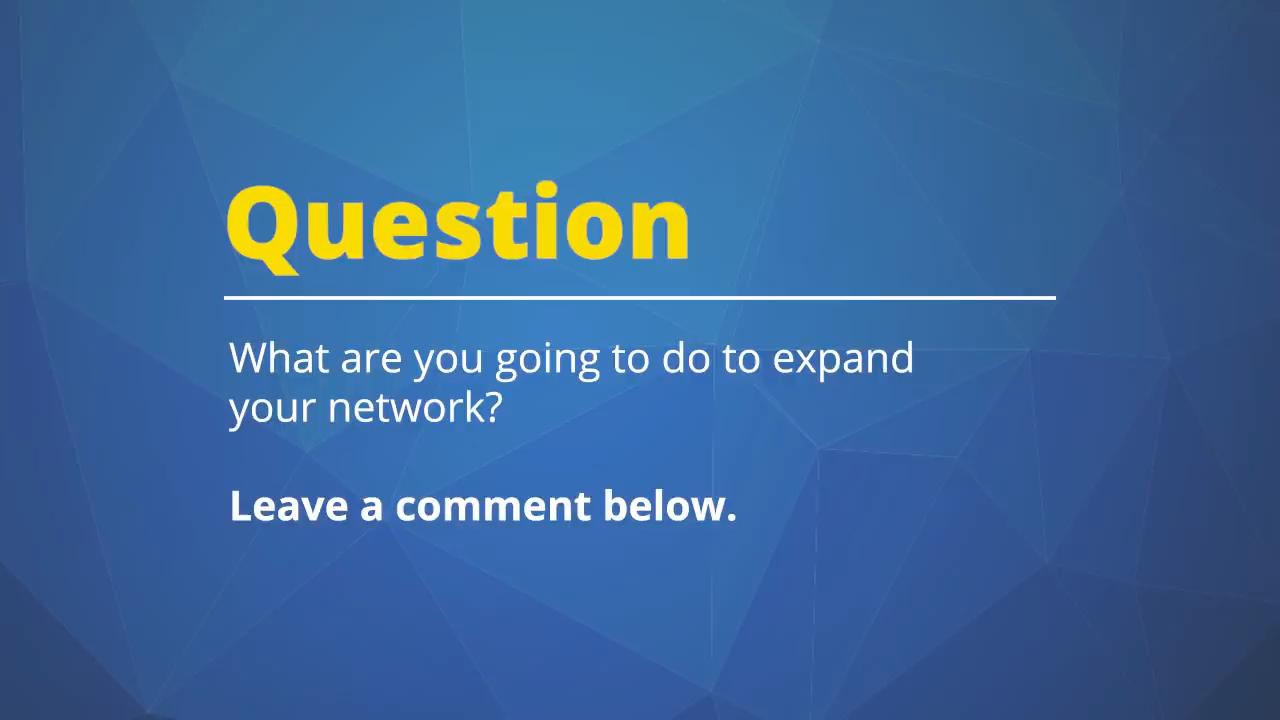 Question
What are you going to do to expand
your network?
Leave a comment below.